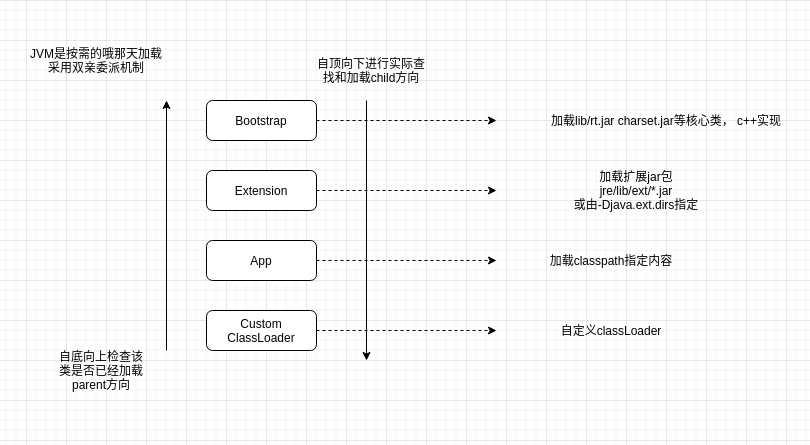 JVM是按需的哦那天加载
采用双亲委派机制
自顶向下进行实际查
找和加载child方向
Bootstrap
加载lib/rt.jar charset.jar等核心类， c++实现
Extension
加载扩展jar包
jre/lib/ext/*.jar
或由-Djava.ext.dirs指定
App
加载classpath指定内容
Custom
ClassLoader
自定义classLoader
自底向上检查该
类是否已经加载
parent方向